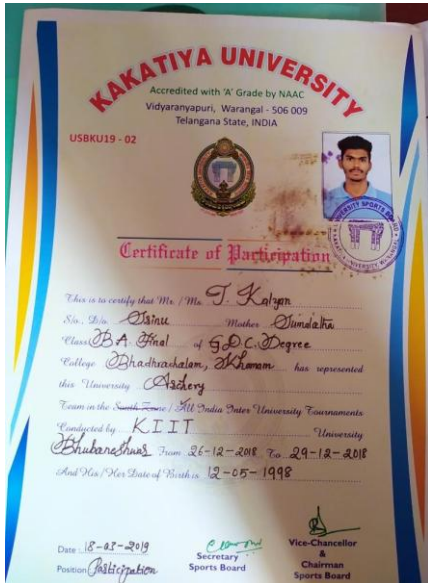 KAKATIYA UNIVERSITY
Accredited with 'A' Grade by NAAC
Vidyaranyapuri, Warangal - 506 009
Telangana State, INDIA
USBKU19 - 02
Certificate of Participation
This is to certify that Mr. / Ms. T. Kalyan
S/o., D/o. Srinu Mother Sundatha
Class B.A. Final of G.D.C. Degree
College Bhadhrachalam, Khamam has represented
this University Archery
Team in the South Zone / All India Inter University Tournaments
Conducted by KIIT University
Bhubaneshwar From 26-12-2018 To 29-12-2018
And His / Her Date of Birth is 12-05-1998
Date : 18-03-2019
Position Participation
Secretary
Sports Board
Vice-Chancellor
&
Chairman
Sports Board